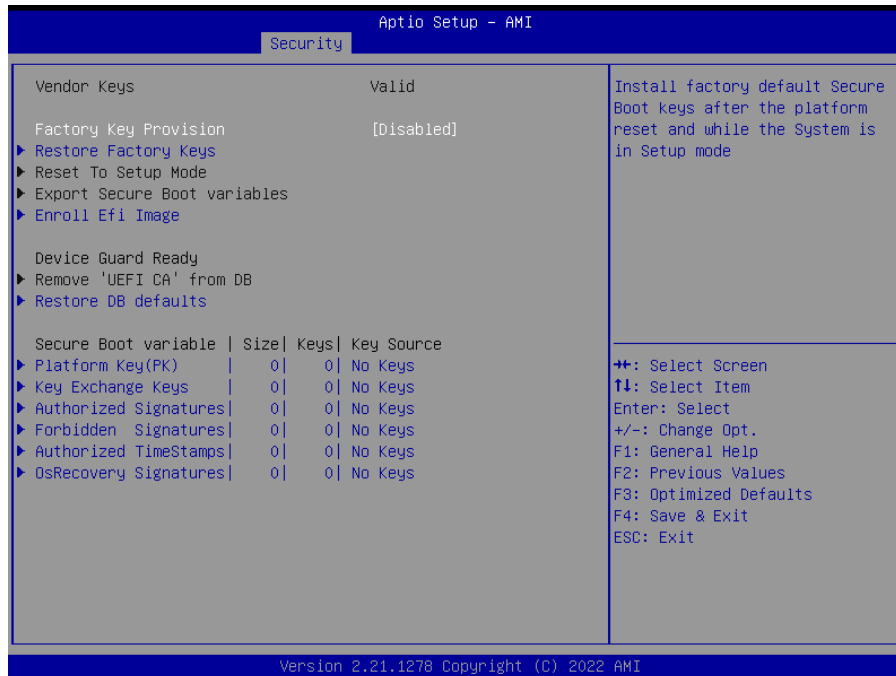 Aptio Setup – AMI
Security
Vendor Keys Valid
Factory Key Provision [Disabled]
Restore Factory Keys
Reset To Setup Mode
Export Secure Boot variables
Enroll Efi Image
Device Guard Ready
Remove 'UEFI CA' from DB
Restore DB defaults
Secure Boot variable | Size| Keys| Key Source
Platform Key(PK) | 0| 0| No Keys
Key Exchange Keys | 0| 0| No Keys
Authorized Signatures| 0| 0| No Keys
Forbidden Signatures| 0| 0| No Keys
Authorized TimeStamps| 0| 0| No Keys
OsRecovery Signatures| 0| 0| No Keys
Install factory default Secure
Boot keys after the platform
reset and while the System is
in Setup mode
→←: Select Screen
↑↓: Select Item
Enter: Select
+/-: Change Opt.
F1: General Help
F2: Previous Values
F3: Optimized Defaults
F4: Save & Exit
ESC: Exit
Version 2.21.1278 Copyright (C) 2022 AMI